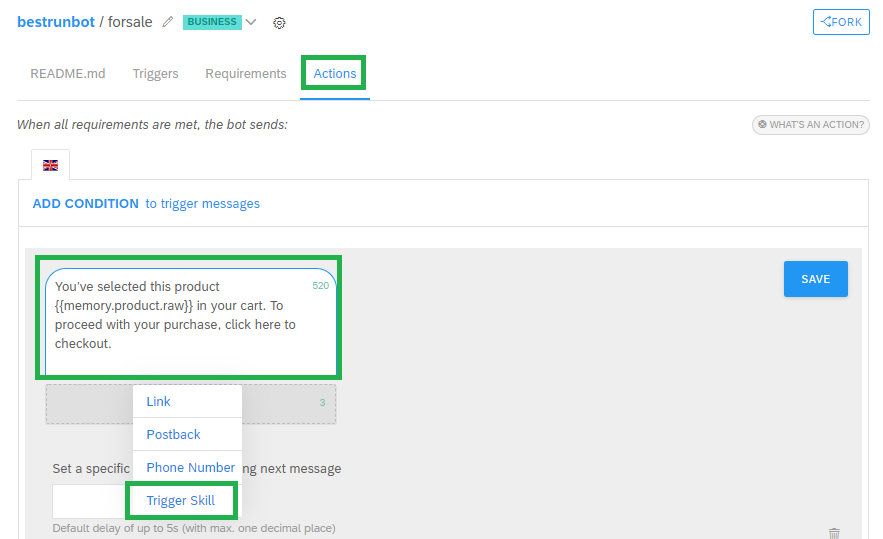 bestrunbot / forsale BUSINESS
FORK
README.md Triggers Requirements Actions
When all requirements are met, the bot sends:
WHAT'S AN ACTION?
ADD CONDITION to trigger messages
You've selected this product 520
{{memory.product.raw}} in your cart. To
proceed with your purchase, click here to
checkout.
SAVE
Link
3
Postback
Phone Number
Set a specific ng next message
Trigger Skill
Default delay of up to 5s (with max. one decimal place)